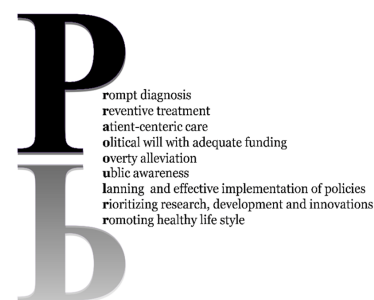 P
rompt diagnosis
reventive treatment
atient-centric care
olitical will with adequate funding
overty alleviation
ublic awareness
lanning and effective implementation of policies
rioritizing research, development and innovations
romoting healthy life style